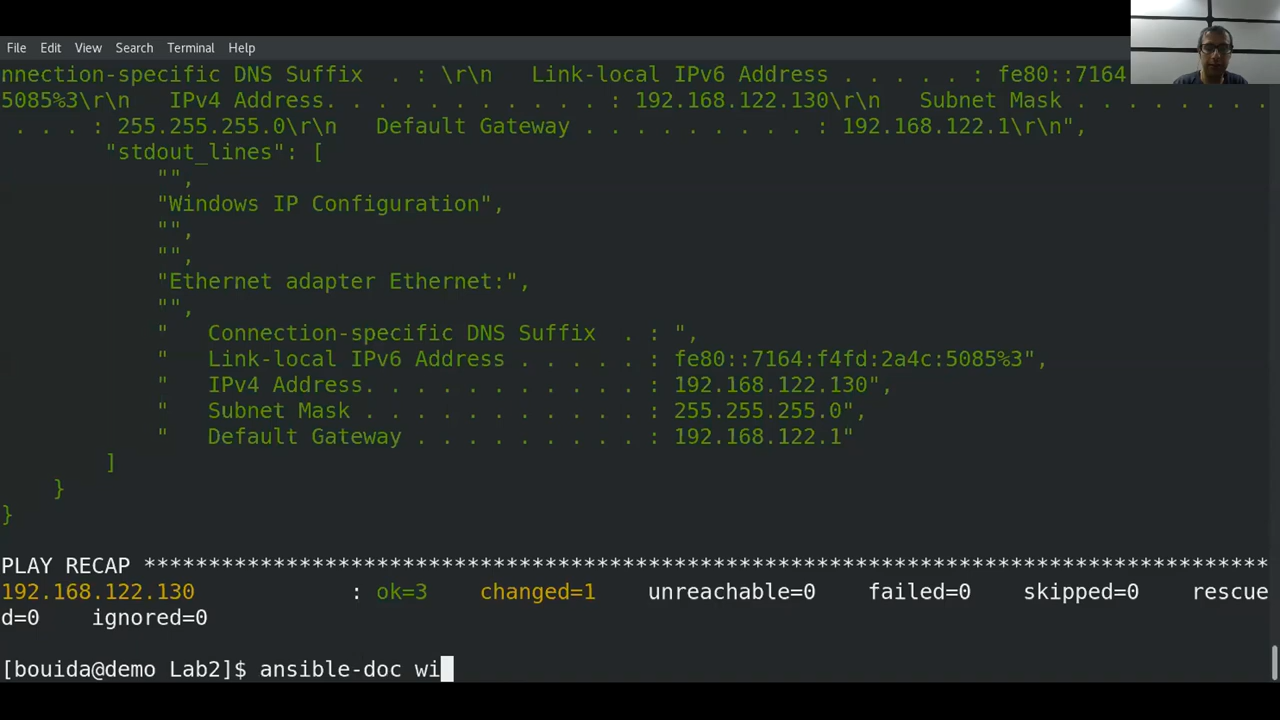 File Edit View Search Terminal Help
nnection-specific DNS Suffix  . : \r\n   Link-local IPv6 Address . . . . . : fe80::7164
5085%3\r\n   IPv4 Address. . . . . . . . . . . : 192.168.122.130\r\n   Subnet Mask . . . . . . . .
 . . . : 255.255.255.0\r\n   Default Gateway . . . . . . . . . : 192.168.122.1\r\n",
        "stdout_lines": [
            "",
            "Windows IP Configuration",
            "",
            "",
            "Ethernet adapter Ethernet:",
            "",
            "   Connection-specific DNS Suffix  . : ",
            "   Link-local IPv6 Address . . . . . : fe80::7164:f4fd:2a4c:5085%3",
            "   IPv4 Address. . . . . . . . . . . : 192.168.122.130",
            "   Subnet Mask . . . . . . . . . . . : 255.255.255.0",
            "   Default Gateway . . . . . . . . . : 192.168.122.1"
        ]
    }
}
PLAY RECAP ***************************************************************************************
192.168.122.130            : ok=3    changed=1    unreachable=0    failed=0    skipped=0    rescue
d=0    ignored=0
[bouida@demo Lab2]$ ansible-doc wi